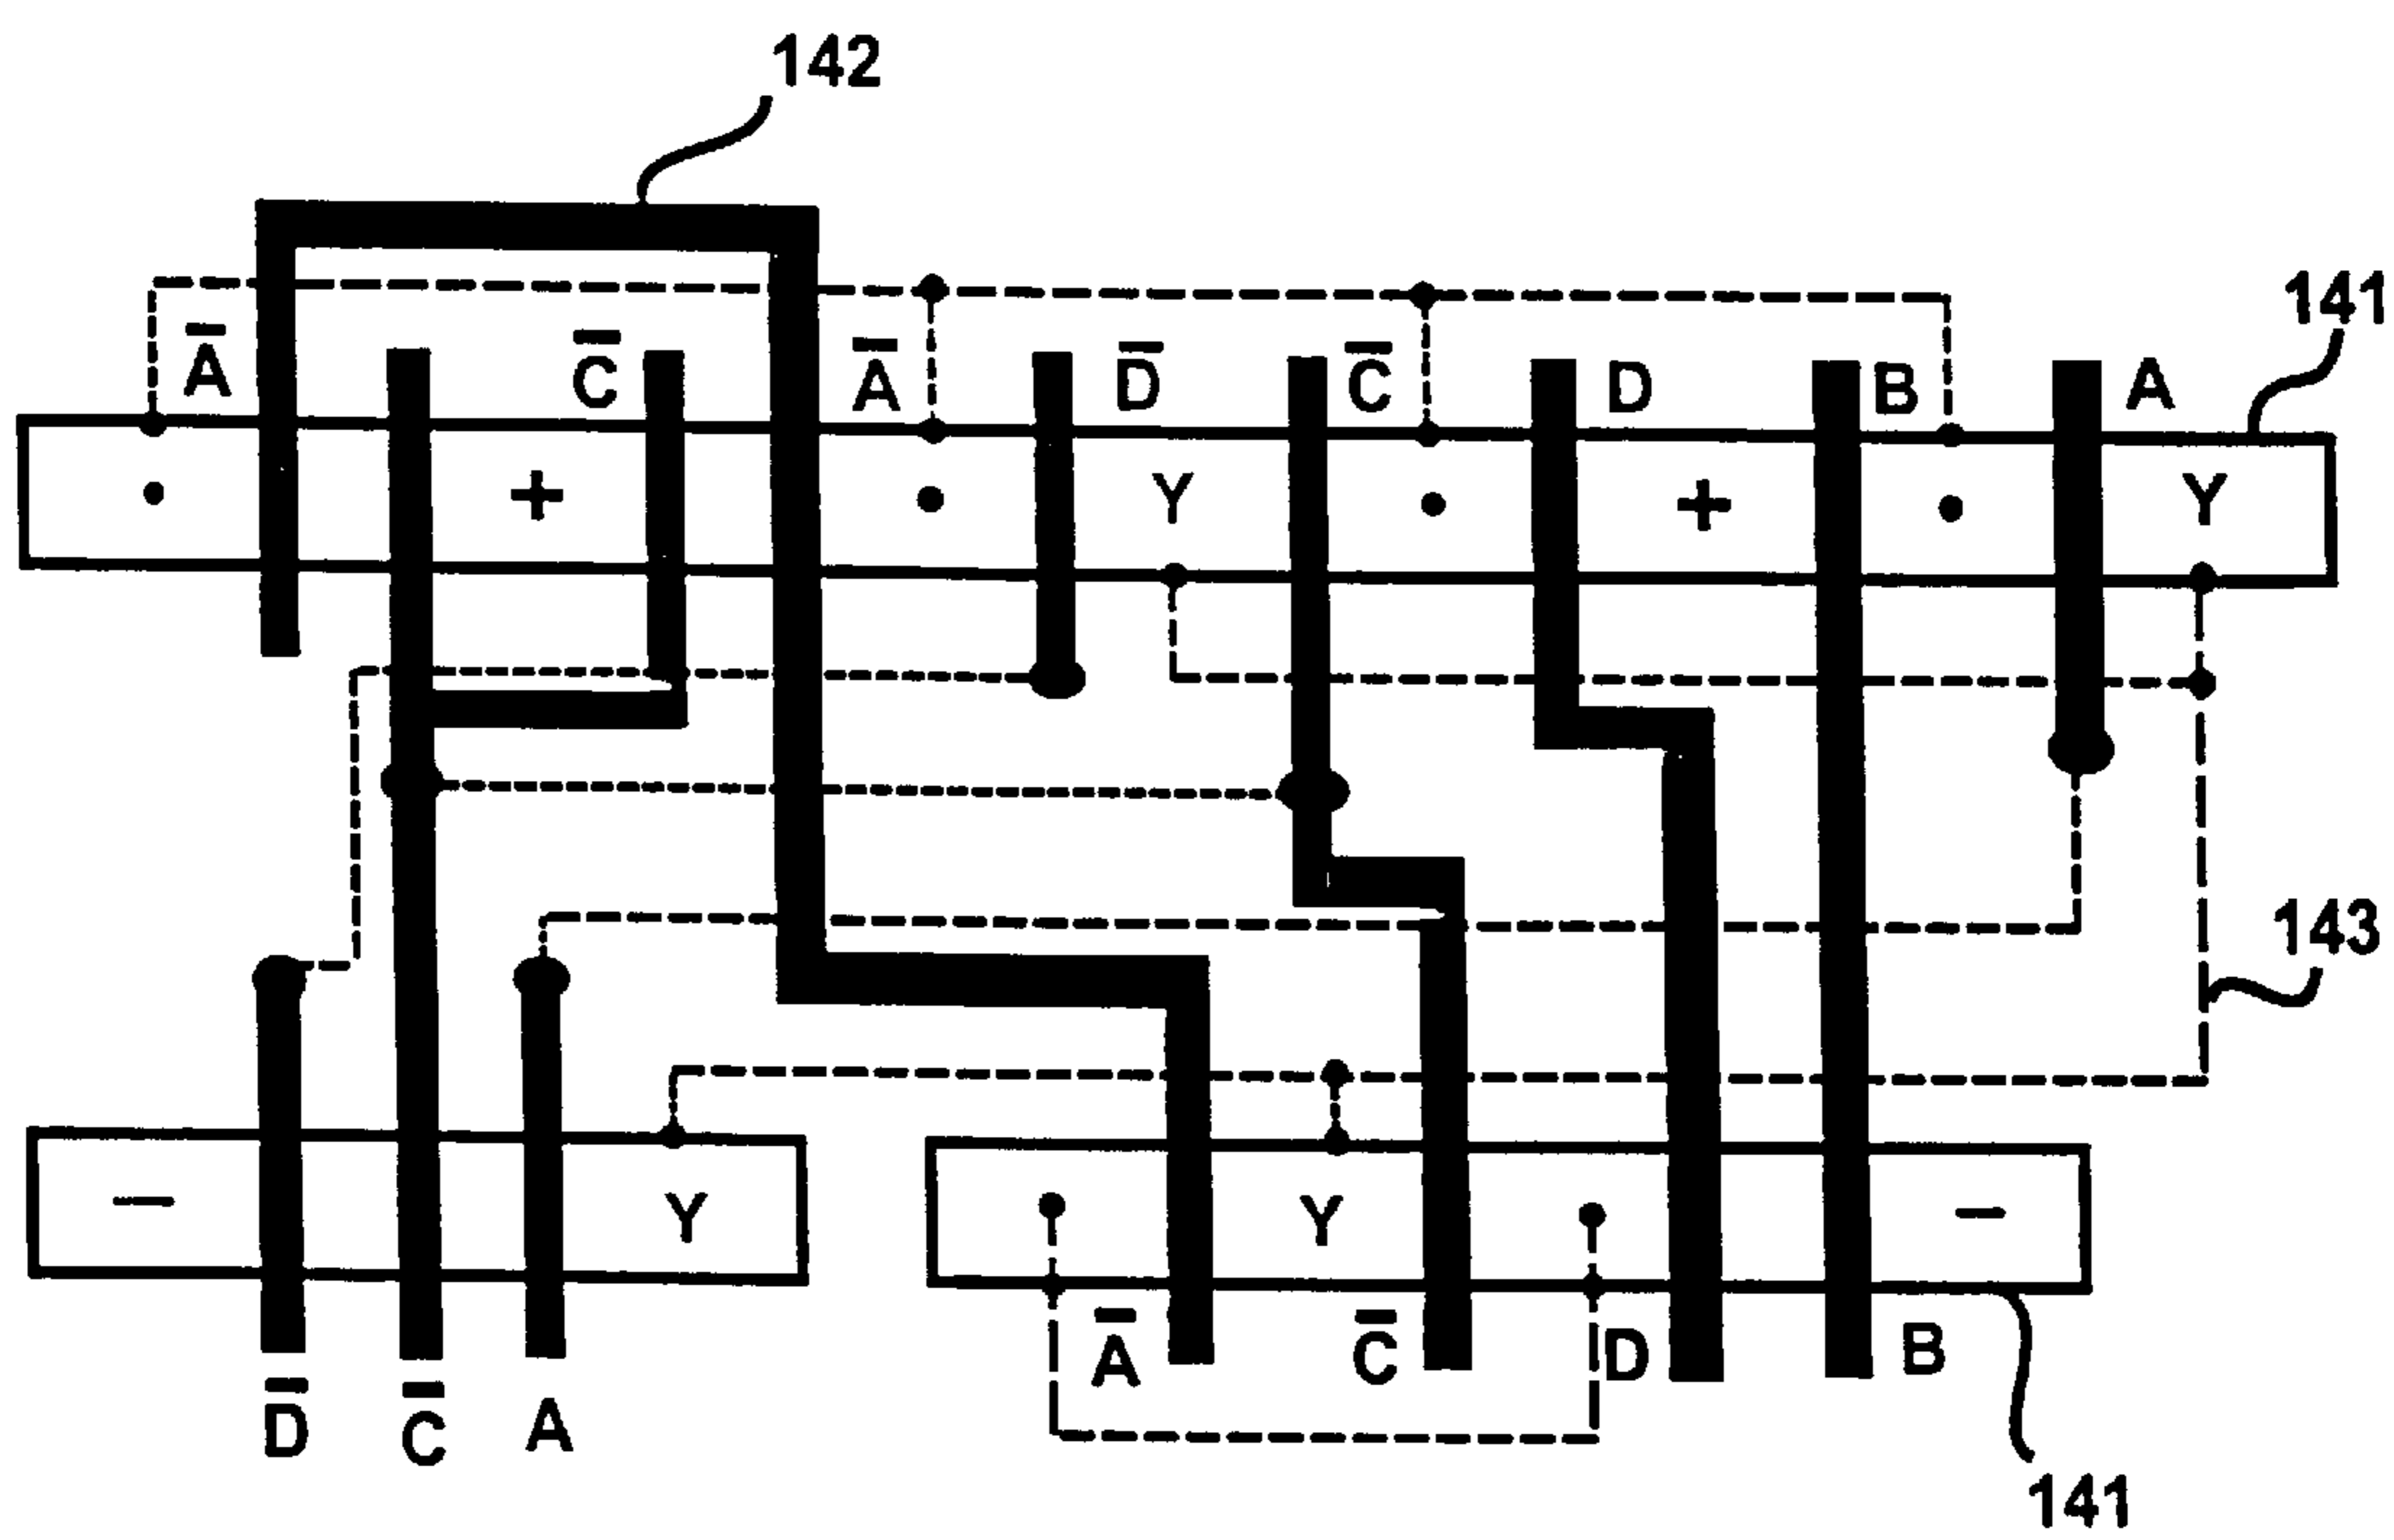 142
141
A̅ C̅ A̅ D̅ C̅ D B A
• + • Y • + • Y
143
− Y • Y • −
A̅ C̅ D B
D̅ C̅ A
141